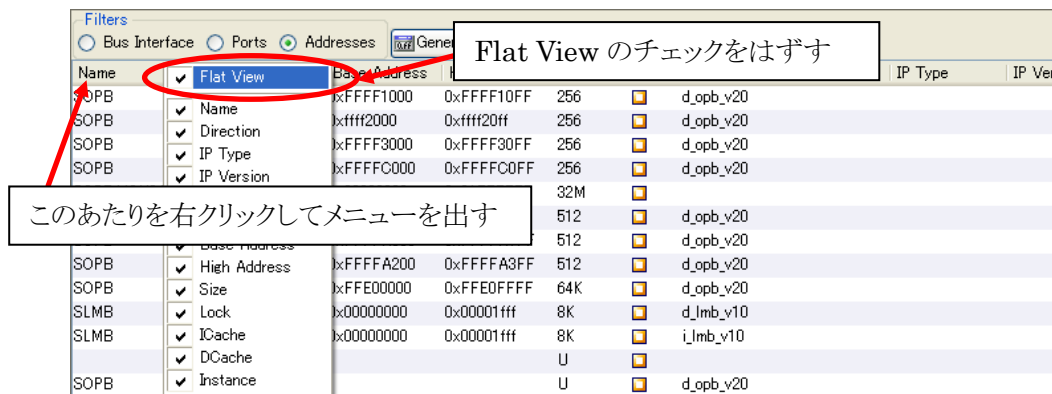 Filters
Bus Interface Ports Addresses Gene
Flat View のチェックをはずす
Name Flat View Base Address H IP Type IP Ver
SOPB 0xFFFF1000 0xFFFF10FF 256 d_opb_v20
Name
SOPB 0xffff2000 0xffff20ff 256 d_opb_v20
Direction
SOPB 0xFFFF3000 0xFFFF30FF 256 d_opb_v20
IP Type
SOPB 0xFFFFC000 0xFFFFC0FF 256 d_opb_v20
IP Version
32M
このあたりを右クリックしてメニューを出す
512 d_opb_v20
Base Address 512 d_opb_v20
SOPB High Address 0xFFFFA200 0xFFFFA3FF 512 d_opb_v20
SOPB Size 0xFFE00000 0xFFE0FFFF 64K d_opb_v20
SLMB Lock 0x00000000 0x00001fff 8K d_lmb_v10
SLMB ICache 0x00000000 0x00001fff 8K i_lmb_v10
DCache U
SOPB Instance U d_opb_v20